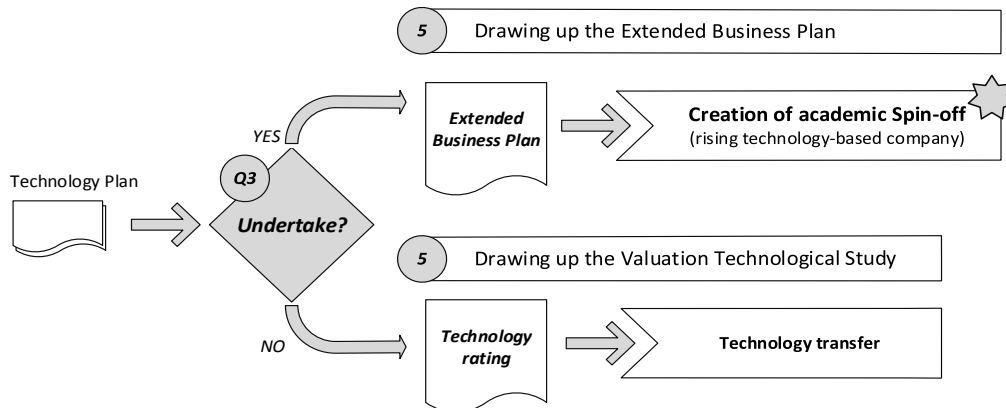 5 Drawing up the Extended Business Plan
Extended
Business Plan
Creation of academic Spin-off
(rising technology-based company)
YES
Q3
Technology Plan
Undertake?
5 Drawing up the Valuation Technological Study
NO
Technology
rating
Technology transfer